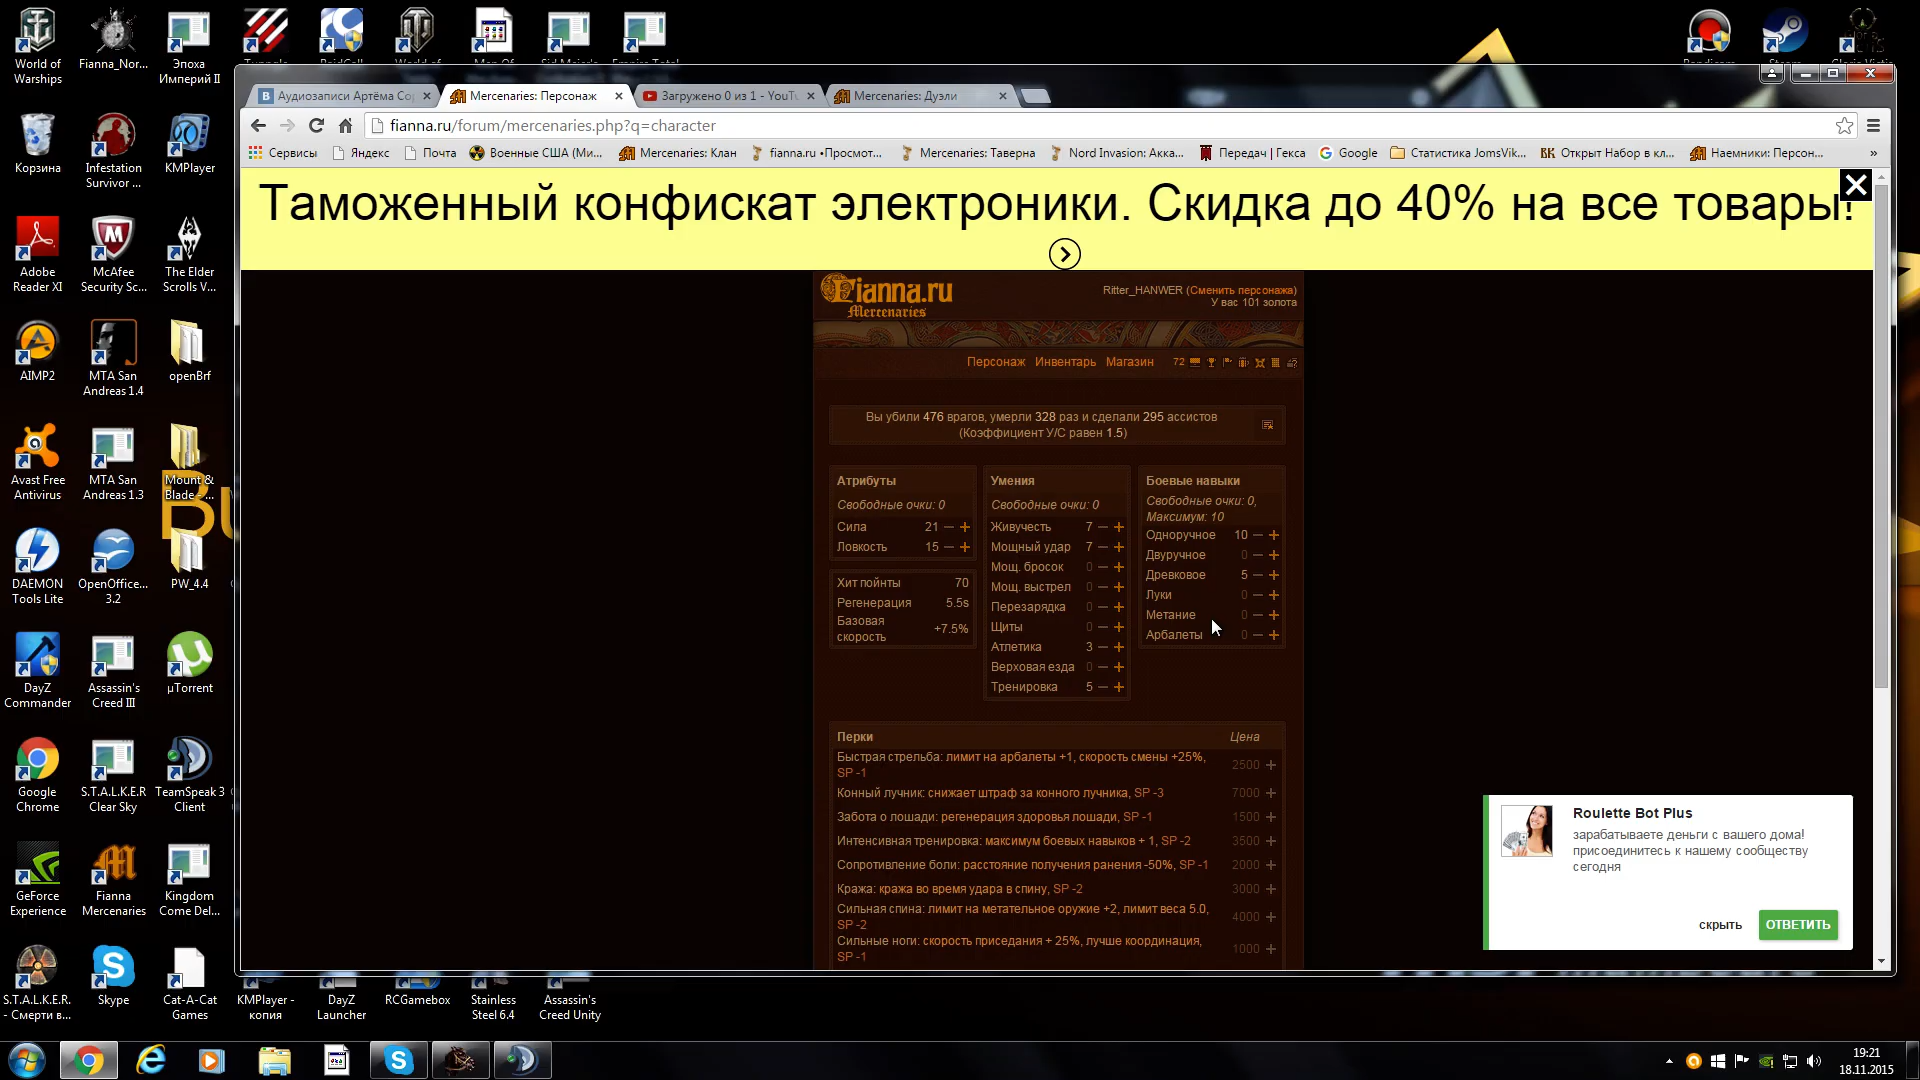 World of
Warships
Fianna_Nor...
Эпоха
Империй II
World of
Men Of
Steam
Корзина
Infestation
Survivor ...
KMPlayer
Adobe
Reader XI
McAfee
Security Sc...
The Elder
Scrolls V...
AIMP2
MTA San
Andreas 1.4
openBrf
Avast Free
Antivirus
MTA San
Andreas 1.3
Mount &
Blade - ...
DAEMON
Tools Lite
OpenOffice...
3.2
PW_4.4
DayZ
Commander
Assassin's
Creed III
µTorrent
Google
Chrome
S.T.A.L.K.E.R
Clear Sky
TeamSpeak 3
Client
GeForce
Experience
Fianna
Mercenaries
Kingdom
Come Del...
S.T.A.L.K.E.R.
- Смерти в...
Skype
Cat-A-Cat
Games
KMPlayer -
копия
DayZ
Launcher
RCGamebox
Stainless
Steel 6.4
Assassin's
Creed Unity
Аудиозаписи Артёма Со
Mercenaries: Персонаж
Загружено 0 из 1 - YouTu
Mercenaries: Дуэли
fianna.ru/forum/mercenaries.php?q=character
Сервисы
Яндекс
Почта
Военные США (Ми...
Mercenaries: Клан
fianna.ru •Просмот...
Mercenaries: Таверна
Nord Invasion: Акка...
Передач | Гекса
Google
Статистика JomsVik...
Открыт Набор в кл...
Наемники: Персон...
»
Таможенный конфискат электроники. Скидка до 40% на все товары!
Fianna.ru
Mercenaries
Ritter_HANWER (Сменить персонажа)
У вас 101 золота
Персонаж Инвентарь Магазин 72
Вы убили 476 врагов, умерли 328 раз и сделали 295 ассистов
(Коэффициент У/С равен 1.5)
Атрибуты
Свободные очки: 0
Сила 21 − +
Ловкость 15 − +
Хит пойнты 70
Регенерация 5.5s
Базовая
скорость +7.5%
Умения
Свободные очки: 0
Живучесть 7 − +
Мощный удар 7 − +
Мощ. бросок 0 − +
Мощ. выстрел 0 − +
Перезарядка 0 − +
Щиты 0 − +
Атлетика 3 − +
Верховая езда 0 − +
Тренировка 5 − +
Боевые навыки
Свободные очки: 0,
Максимум: 10
Одноручное 10 − +
Двуручное 0 − +
Древковое 5 − +
Луки 0 − +
Метание 0 − +
Арбалеты 0 − +
Перки Цена
Быстрая стрельба: лимит на арбалеты +1, скорость смены +25%,
SP -1 2500 +
Конный лучник: снижает штраф за конного лучника, SP -3 7000 +
Забота о лошади: регенерация здоровья лошади, SP -1 1500 +
Интенсивная тренировка: максимум боевых навыков + 1, SP -2 3500 +
Сопротивление боли: расстояние получения ранения -50%, SP -1 2000 +
Кража: кража во время удара в спину, SP -2 3000 +
Сильная спина: лимит на метательное оружие +2, лимит веса 5.0,
SP -2 4000 +
Сильные ноги: скорость приседания + 25%, лучше координация,
SP -1 1000 +
Roulette Bot Plus
зарабатываете деньги с вашего дома!
присоединитесь к нашему сообществу
сегодня
скрыть
ОТВЕТИТЬ
19:21
18.11.2015